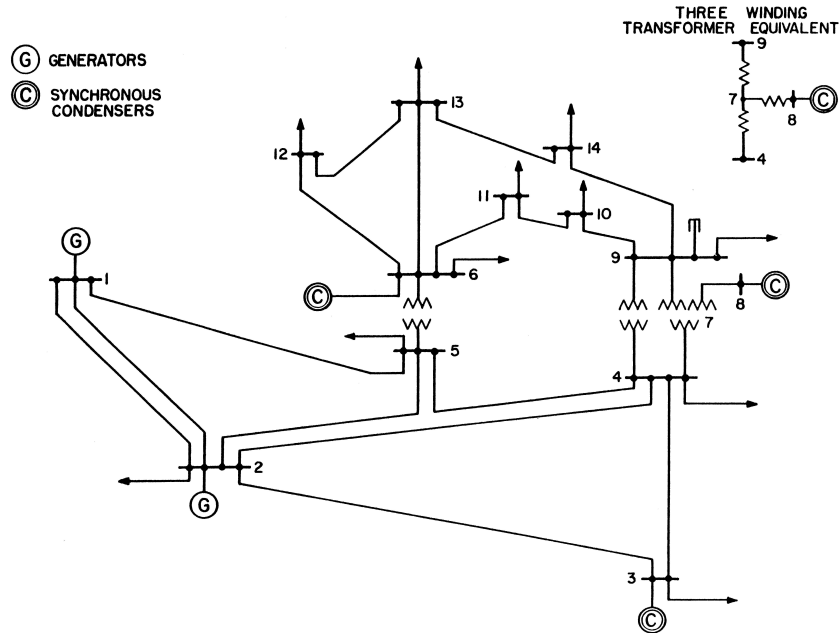 THREE WINDING
TRANSFORMER EQUIVALENT
G GENERATORS
C SYNCHRONOUS
CONDENSERS
9
7
C
8
4
13
12
14
11
10
G
1
6
9
C
8
C
7
5
4
2
G
3
C